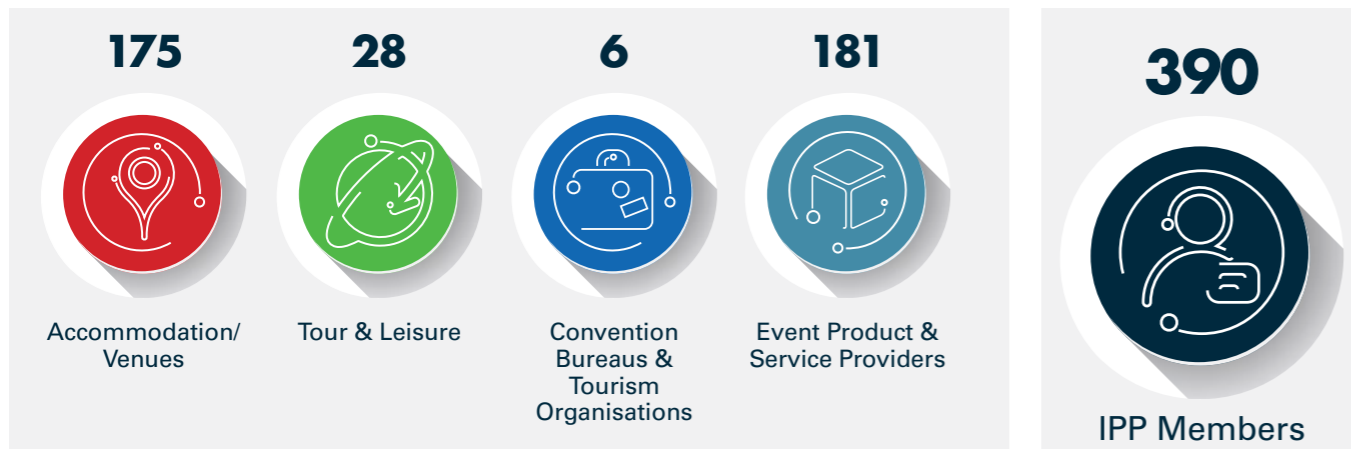 175
Accommodation/
Venues
28
Tour & Leisure
6
Convention
Bureaus &
Tourism
Organisations
181
Event Product &
Service Providers
390
IPP Members